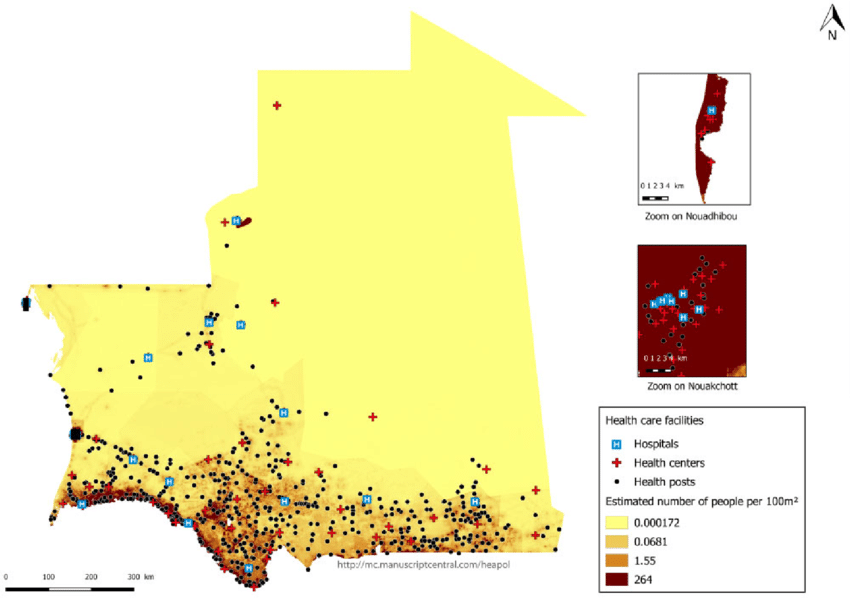 N
0 1 2 3 4 km
Zoom on Nouadhibou
0 1 2 3 4 km
Zoom on Nouakchott
Health care facilities
H Hospitals
Health centers
Health posts
Estimated number of people per 100m²
0.000172
0.0681
1.55
264
http://mc.manuscriptcentral.com/heapol
0 100 200 300 km